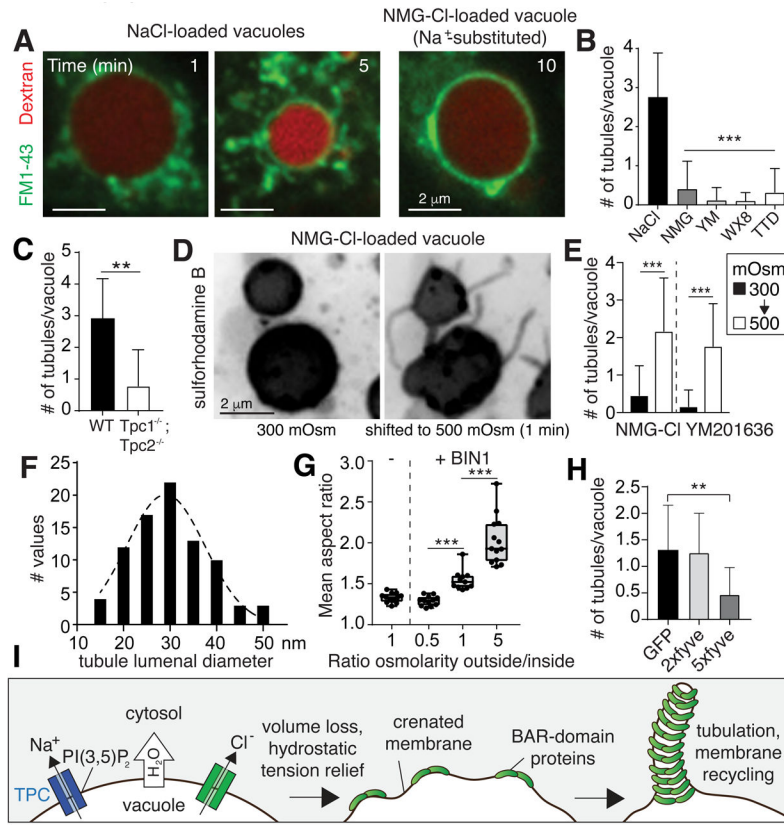 A
NaCl-loaded vacuoles
NMG-Cl-loaded vacuole
(Na⁺-substituted)
FM1-43 Dextran
Time (min) 1
5
10
2 μm
B
# of tubules/vacuole
4
3
2
1
0
***
NaCl
NMG
YM
WX8
TTD
C
# of tubules/vacuole
5
4
3
2
1
0
**
WT Tpc1⁻/⁻;
Tpc2⁻/⁻
D
NMG-Cl-loaded vacuole
sulforhodamine B
2 μm
300 mOsm
shifted to 500 mOsm (1 min)
E
# of tubules/vacuole
4
3
2
1
0
***
***
NMG-Cl YM201636
mOsm
300
500
F
# values
25
20
15
10
5
0
10 20 30 40 50 nm
tubule lumenal diameter
G
- + BIN1
Mean aspect ratio
3.0
2.5
2.0
1.5
1.0
***
***
1 0.5 1 5
Ratio osmolarity outside/inside
H
# of tubules/vacuole
2.5
2.0
1.5
1.0
0.5
0
**
GFP
2xfyve
5xfyve
I
Na⁺
PI(3,5)P₂
TPC
cytosol
H₂O
vacuole
Cl⁻
volume loss,
hydrostatic
tension relief
crenated
membrane
BAR-domain
proteins
tubulation,
membrane
recycling